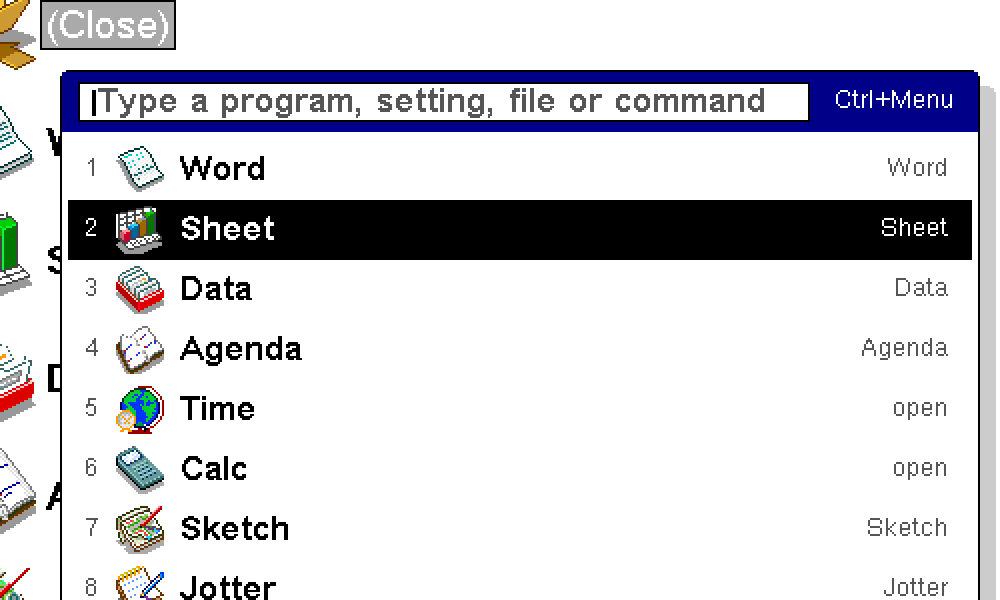 (Close)
Type a program, setting, file or command Ctrl+Menu
1 Word Word
2 Sheet Sheet
3 Data Data
4 Agenda Agenda
5 Time open
6 Calc open
7 Sketch Sketch
8 Jotter Jotter